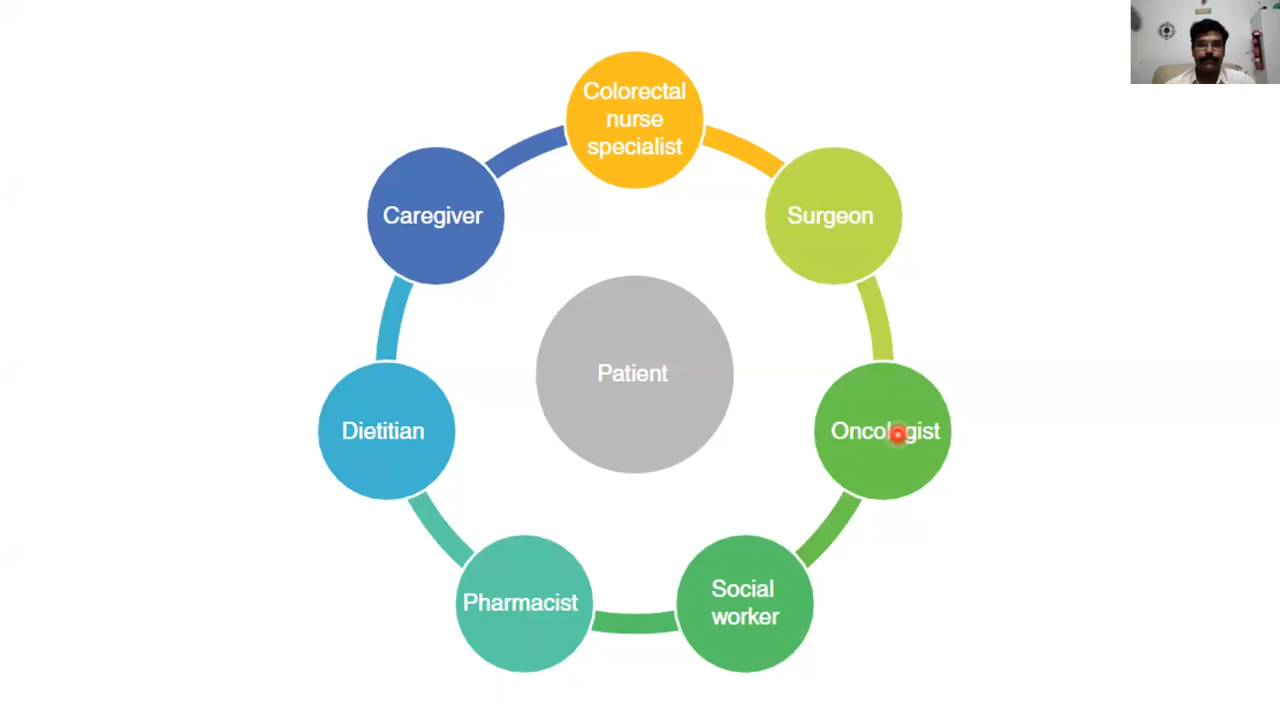 Colorectal
nurse
specialist
Caregiver
Surgeon
Patient
Dietitian
Oncologist
Social
worker
Pharmacist